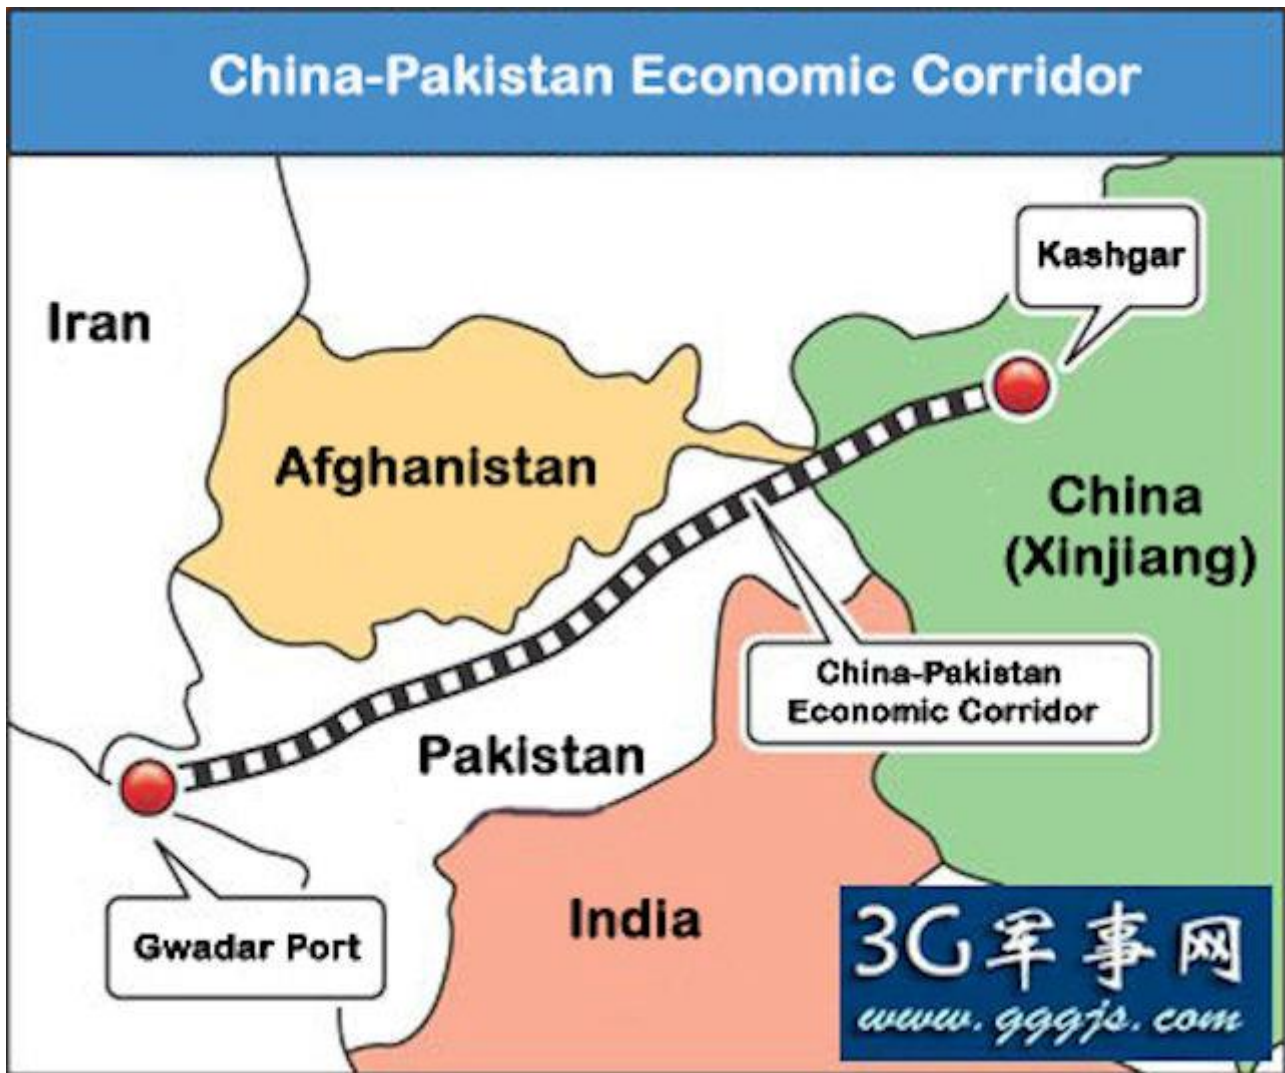 China-Pakistan Economic Corridor
Kashgar
Iran
Afghanistan
China
(Xinjiang)
China-Pakistan
Economic Corridor
Pakistan
India
Gwadar Port
3G军事网
www.gggjs.com